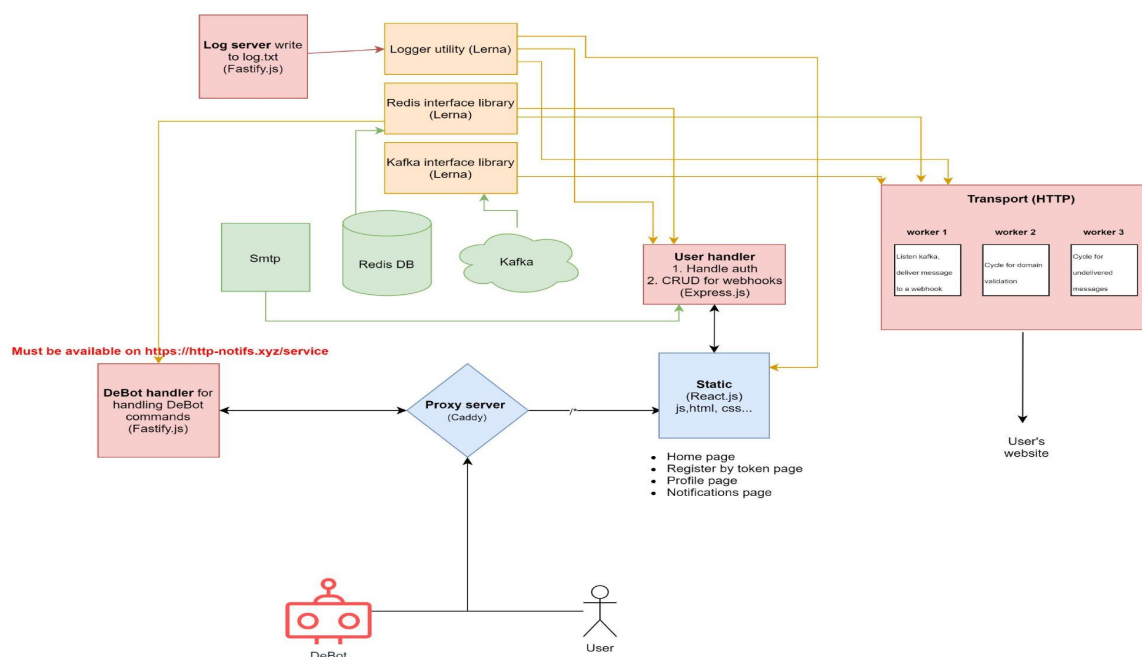 Log server write
to log.txt
(Fastify.js)
Logger utility (Lerna)
Redis interface library
(Lerna)
Kafka interface library
(Lerna)
Transport (HTTP)
worker 1
worker 2
worker 3
Listen kafka,
deliver message
to a webhook
Cycle for domain
validation
Cycle for
undelivered
messages
Smtp
Redis DB
Kafka
User handler
1. Handle auth
2. CRUD for webhooks
(Express.js)
Must be available on https://http-notifs.xyz/service
DeBot handler for
handling DeBot
commands
(Fastify.js)
Proxy server
(Caddy)
/*
Static
(React.js)
js,html, css...
User's
website
Home page
Register by token page
Profile page
Notifications page
DeBot
User